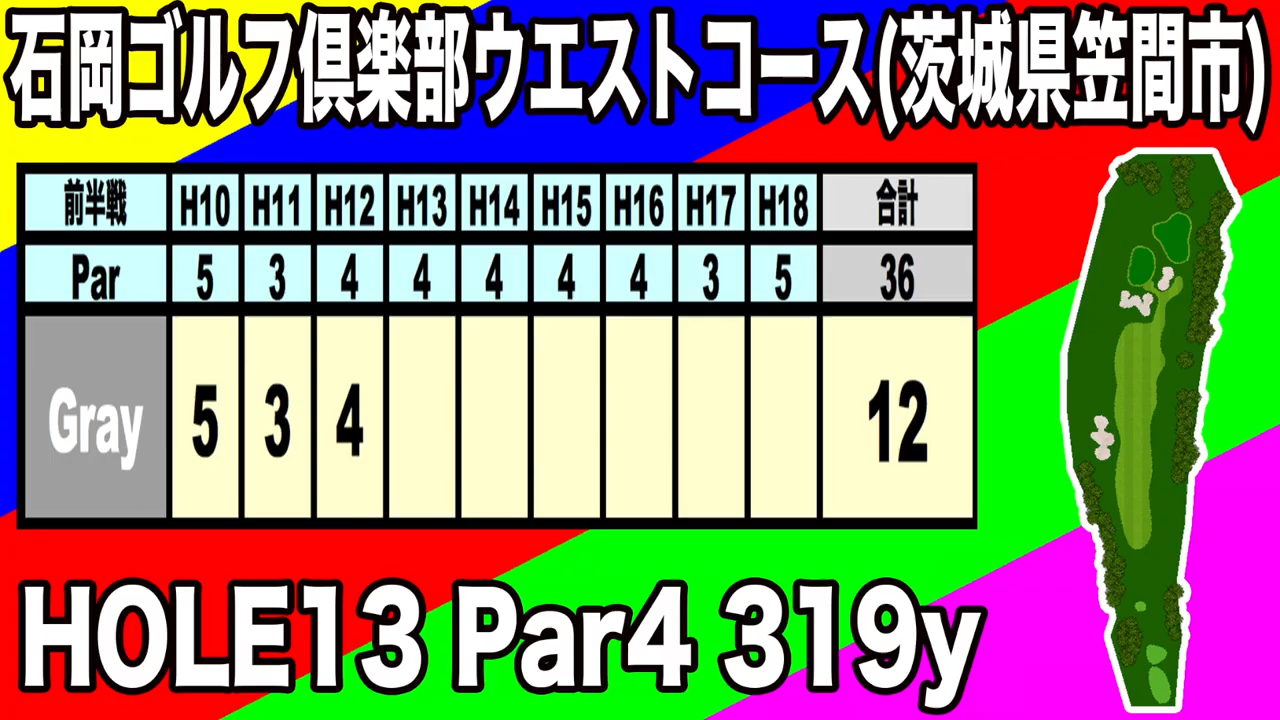 石岡ゴルフ倶楽部ウエストコース(茨城県笠間市)
前半戦 H10 H11 H12 H13 H14 H15 H16 H17 H18 合計
Par 5 3 4 4 4 4 4 3 5 36
Gray 5 3 4 12
HOLE13 Par4 319y